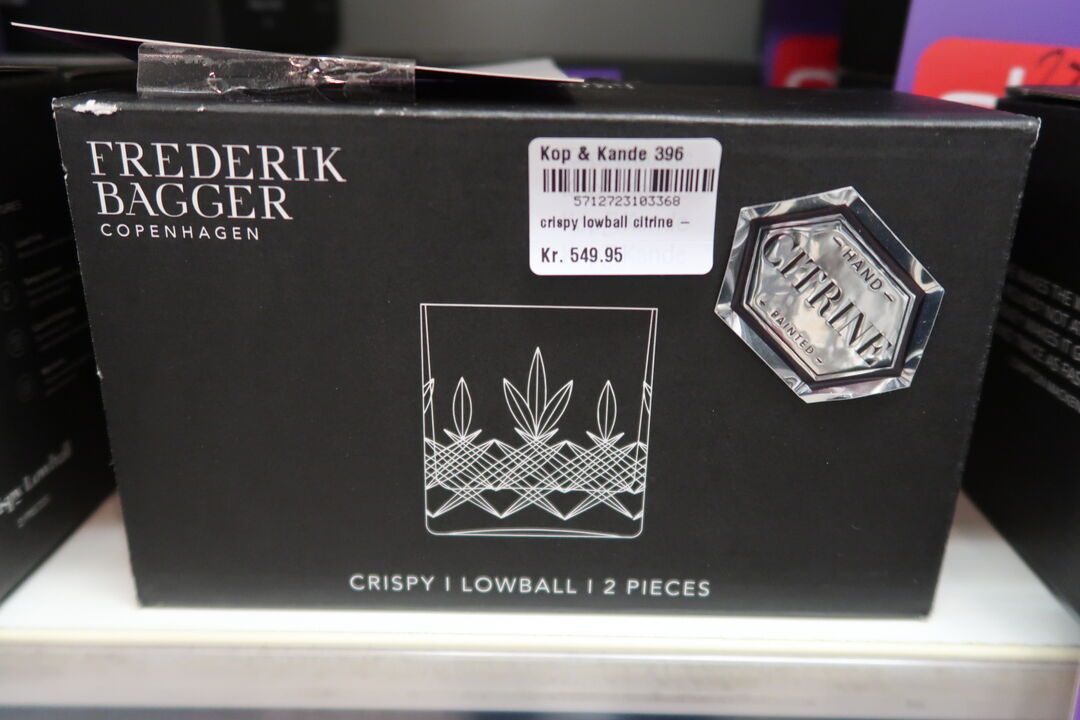 FREDERIK
BAGGER
COPENHAGEN
Kop & Kande 396
5712723103368
crispy lowball citrine –
Kr. 549.95
– HAND –
CITRINE
– PAINTED –
CRISPY | LOWBALL | 2 PIECES
Lowball